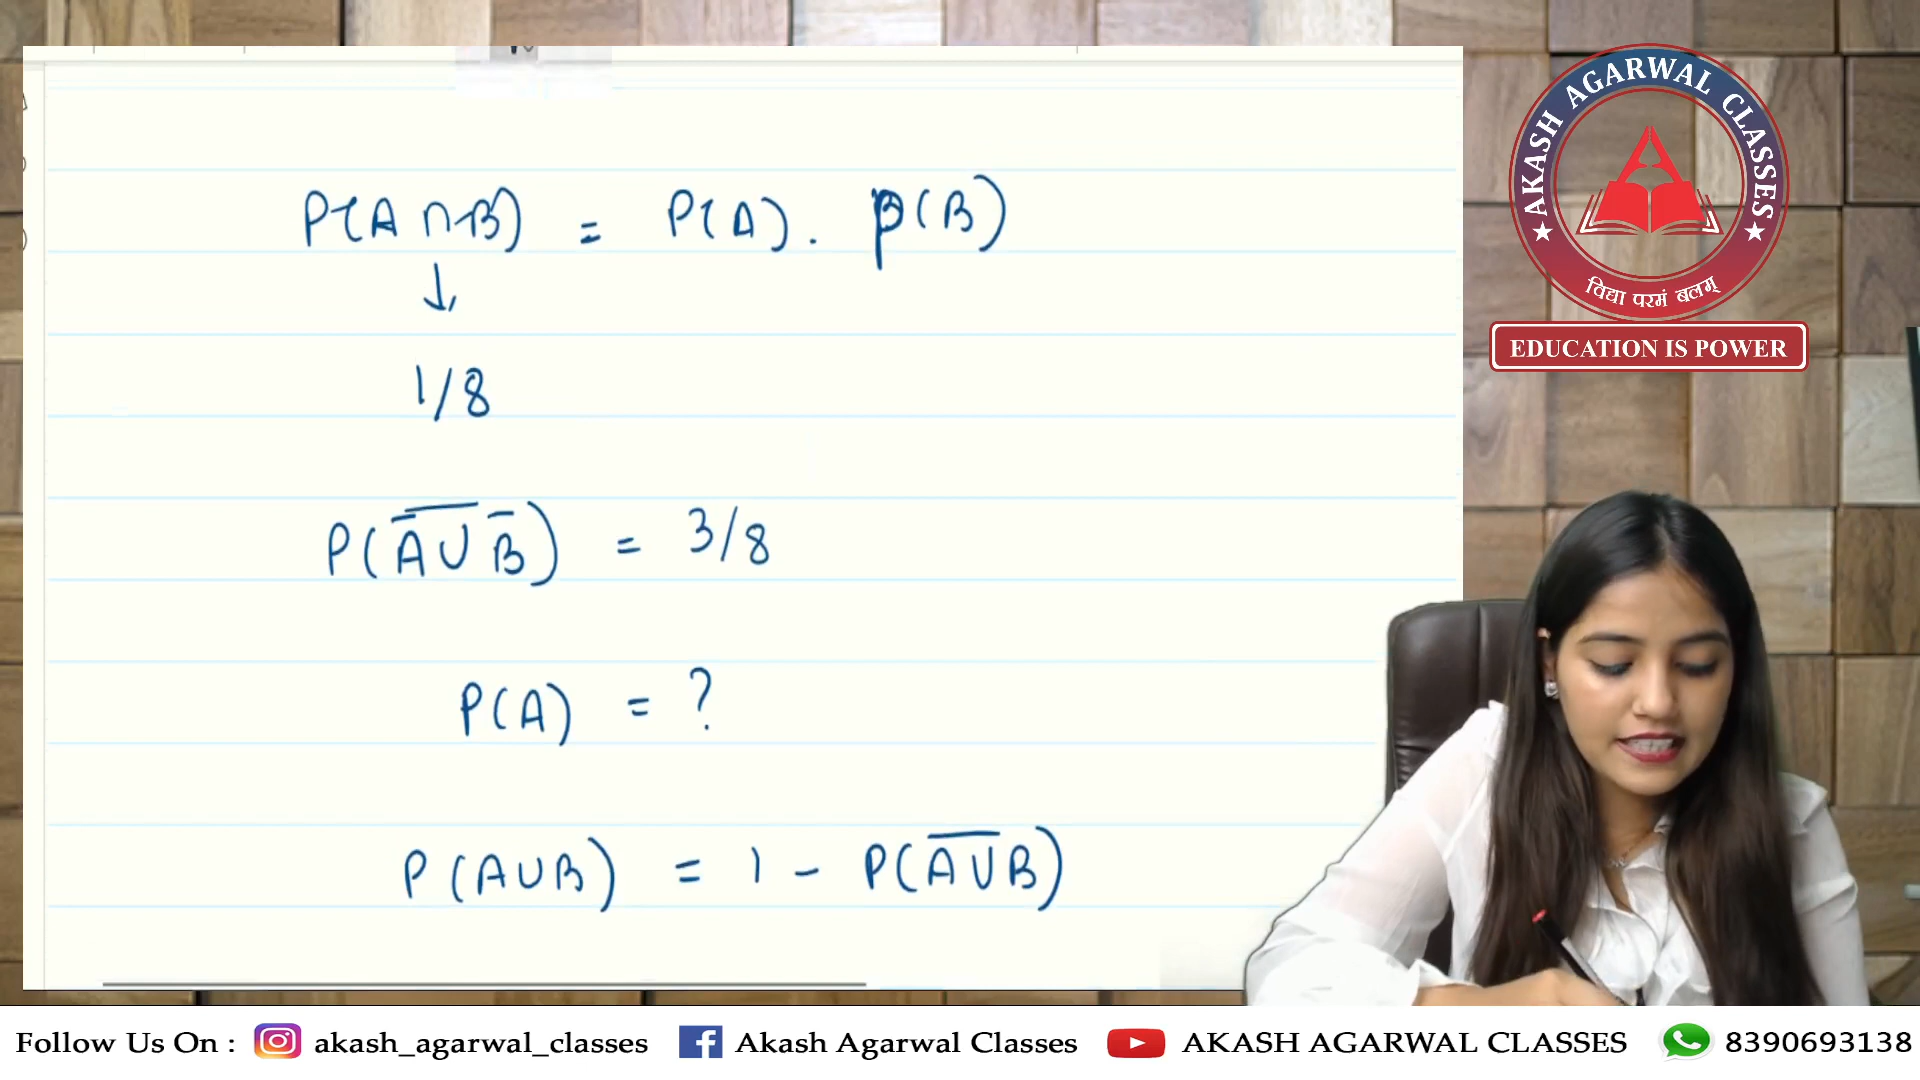 P(A ∩ B) = P(A) . P(B)
↓
1/8
P(A̅ ∪ B̅) = 3/8
P(A) = ?
P(A∪B) = 1 - P(A̅∪̅B)
AKASH AGARWAL CLASSES
विद्या परमं बलम्
EDUCATION IS POWER
Follow Us On : akash_agarwal_classes Akash Agarwal Classes AKASH AGARWAL CLASSES 8390693138